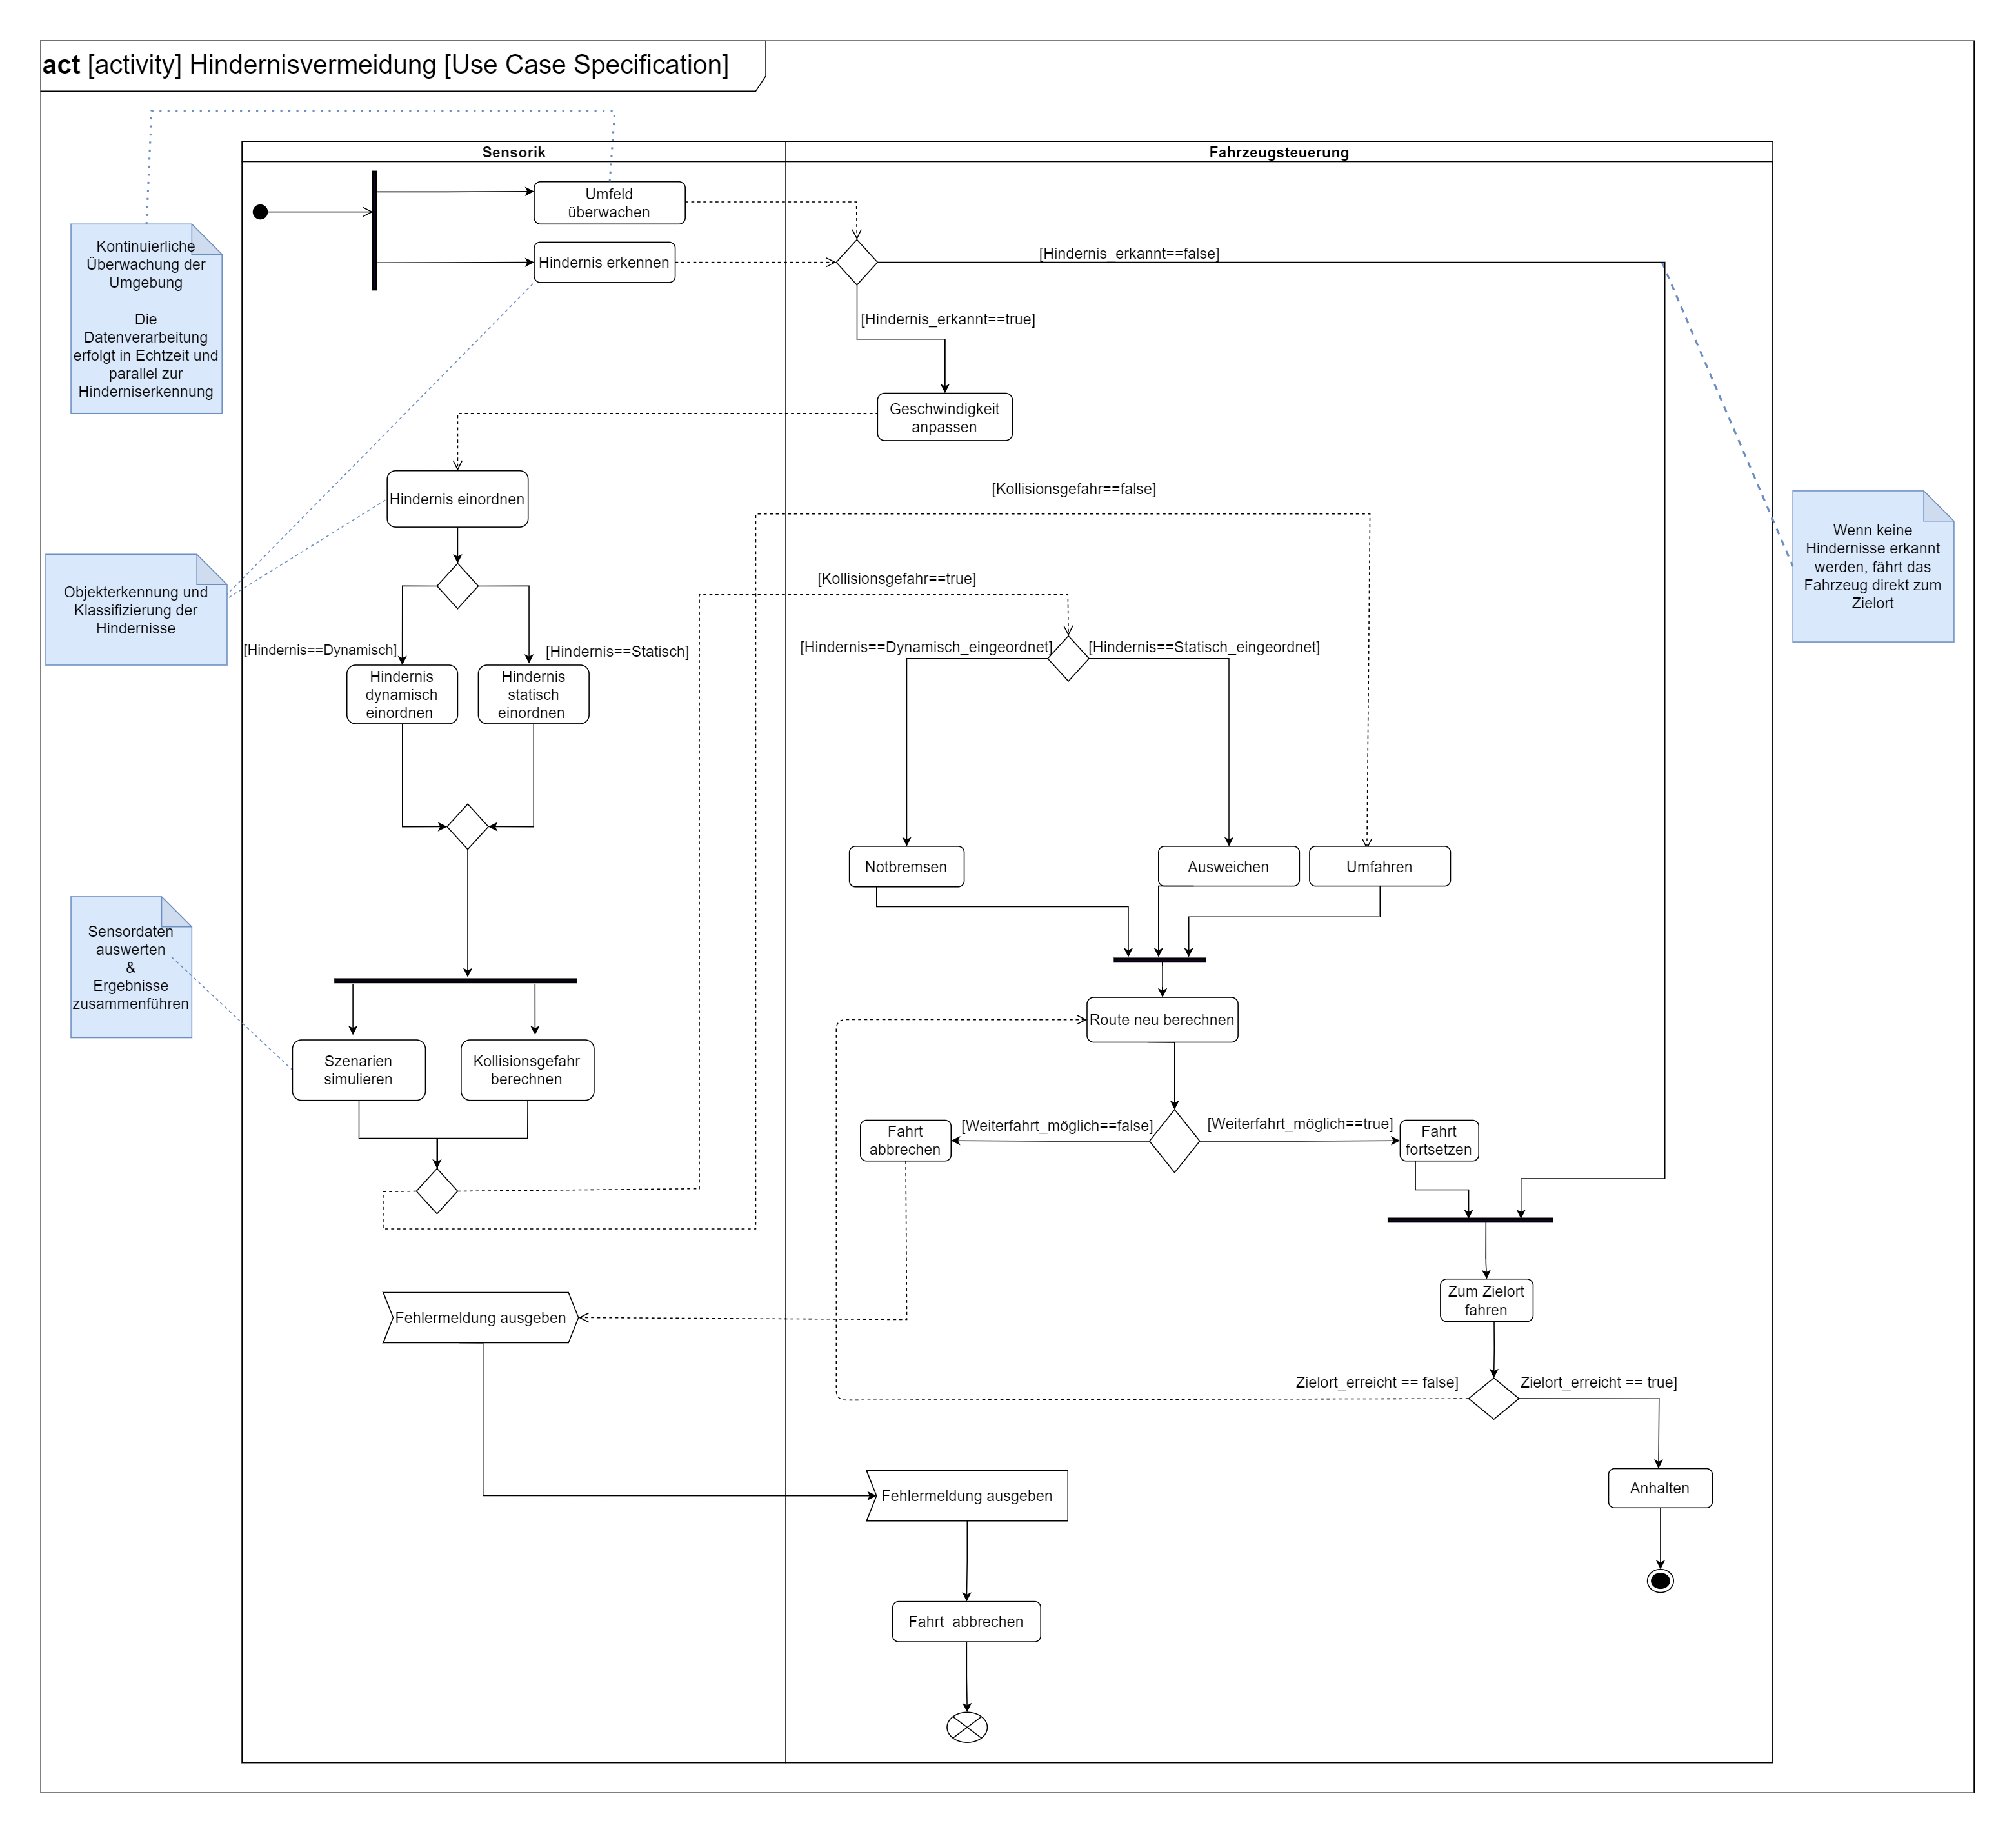 act [activity] Hindernisvermeidung [Use Case Specification]
Sensorik
Fahrzeugsteuerung
Umfeld
überwachen
Hindernis erkennen
[Hindernis_erkannt==false]
[Hindernis_erkannt==true]
Kontinuierliche
Überwachung der
Umgebung
Die
Datenverarbeitung
erfolgt in Echtzeit und
parallel zur
Hinderniserkennung
Geschwindigkeit
anpassen
Hindernis einordnen
[Kollisionsgefahr==false]
[Kollisionsgefahr==true]
Wenn keine
Hindernisse erkannt
werden, fährt das
Fahrzeug direkt zum
Zielort
Objekterkennung und
Klassifizierung der
Hindernisse
[Hindernis==Dynamisch]
[Hindernis==Statisch]
[Hindernis==Dynamisch_eingeordnet]
[Hindernis==Statisch_eingeordnet]
Hindernis
dynamisch
einordnen
Hindernis
statisch
einordnen
Notbremsen
Ausweichen
Umfahren
Sensordaten
auswerten
&
Ergebnisse
zusammenführen
Route neu berechnen
Szenarien
simulieren
Kollisionsgefahr
berechnen
Fahrt
abbrechen
[Weiterfahrt_möglich==false]
[Weiterfahrt_möglich==true]
Fahrt
fortsetzen
Fehlermeldung ausgeben
Zum Zielort
fahren
Zielort_erreicht == false]
Zielort_erreicht == true]
Fehlermeldung ausgeben
Anhalten
Fahrt  abbrechen